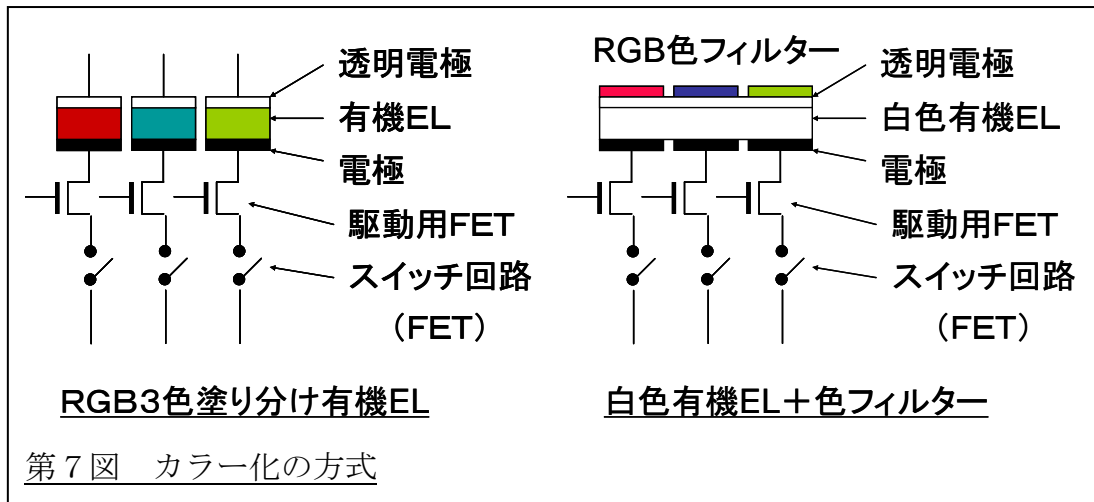 透明電極
有機EL
電極
駆動用FET
スイッチ回路
(FET)
RGB3色塗り分け有機EL
RGB色フィルター
透明電極
白色有機EL
電極
駆動用FET
スイッチ回路
(FET)
白色有機EL+色フィルター
第7図 カラー化の方式